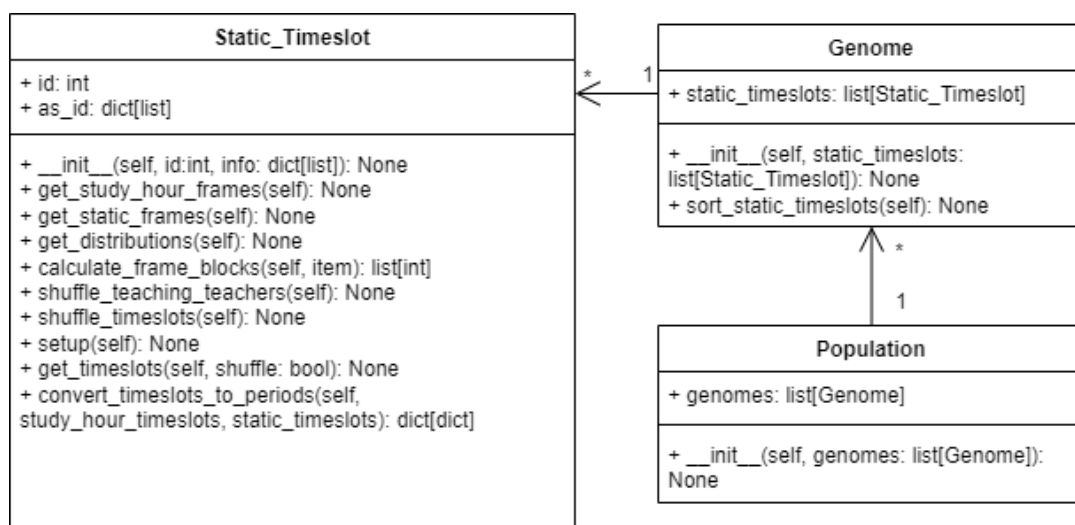 Static_Timeslot
+ id: int
+ as_id: dict[list]
+ __init__(self, id:int, info: dict[list]): None
+ get_study_hour_frames(self): None
+ get_static_frames(self): None
+ get_distributions(self): None
+ calculate_frame_blocks(self, item): list[int]
+ shuffle_teaching_teachers(self): None
+ shuffle_timeslots(self): None
+ setup(self): None
+ get_timeslots(self, shuffle: bool): None
+ convert_timeslots_to_periods(self,
study_hour_timeslots, static_timeslots): dict[dict]
*
1
Genome
+ static_timeslots: list[Static_Timeslot]
+ __init__(self, static_timeslots:
list[Static_Timeslot]): None
+ sort_static_timeslots(self): None
*
1
Population
+ genomes: list[Genome]
+ __init__(self, genomes: list[Genome]):
None